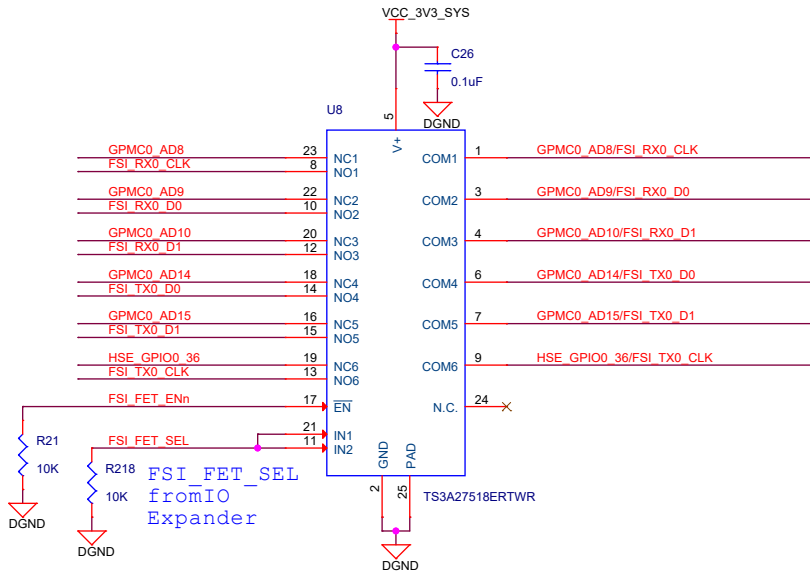 VCC_3V3_SYS
C26
0.1uF
DGND
U8
5
V+
GPMC0_AD8 23 NC1 COM1 1 GPMC0_AD8/FSI_RX0_CLK
FSI_RX0_CLK 8 NO1
GPMC0_AD9 22 NC2 COM2 3 GPMC0_AD9/FSI_RX0_D0
FSI_RX0_D0 10 NO2
GPMC0_AD10 20 NC3 COM3 4 GPMC0_AD10/FSI_RX0_D1
FSI_RX0_D1 12 NO3
GPMC0_AD14 18 NC4 COM4 6 GPMC0_AD14/FSI_TX0_D0
FSI_TX0_D0 14 NO4
GPMC0_AD15 16 NC5 COM5 7 GPMC0_AD15/FSI_TX0_D1
FSI_TX0_D1 15 NO5
HSE_GPIO0_36 19 NC6 COM6 9 HSE_GPIO0_36/FSI_TX0_CLK
FSI_TX0_CLK 13 NO6
FSI_FET_ENn 17 EN N.C. 24
21 IN1
FSI_FET_SEL 11 IN2
R21
10K
DGND
R218
10K
DGND
FSI_FET_SEL
fromIO
Expander
GND
PAD
2
25
TS3A27518ERTWR
DGND